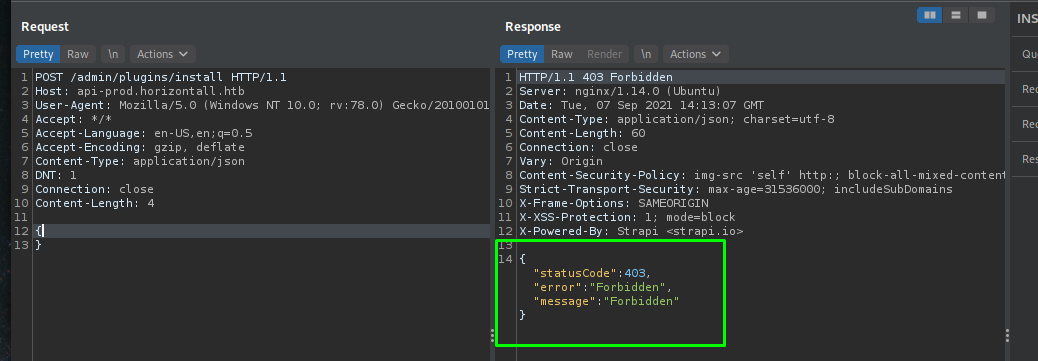 Request
Pretty Raw \n Actions
1 POST /admin/plugins/install HTTP/1.1
2 Host: api-prod.horizontall.htb
3 User-Agent: Mozilla/5.0 (Windows NT 10.0; rv:78.0) Gecko/20100101
4 Accept: */*
5 Accept-Language: en-US,en;q=0.5
6 Accept-Encoding: gzip, deflate
7 Content-Type: application/json
8 DNT: 1
9 Connection: close
10 Content-Length: 4
11
12 {
13 }
Response
Pretty Raw Render \n Actions
1 HTTP/1.1 403 Forbidden
2 Server: nginx/1.14.0 (Ubuntu)
3 Date: Tue, 07 Sep 2021 14:13:07 GMT
4 Content-Type: application/json; charset=utf-8
5 Content-Length: 60
6 Connection: close
7 Vary: Origin
8 Content-Security-Policy: img-src 'self' http:; block-all-mixed-content
9 Strict-Transport-Security: max-age=31536000; includeSubDomains
10 X-Frame-Options: SAMEORIGIN
11 X-XSS-Protection: 1; mode=block
12 X-Powered-By: Strapi <strapi.io>
13
14 {
"statusCode":403,
"error":"Forbidden",
"message":"Forbidden"
}
INS
Que
Rec
Rec
Res